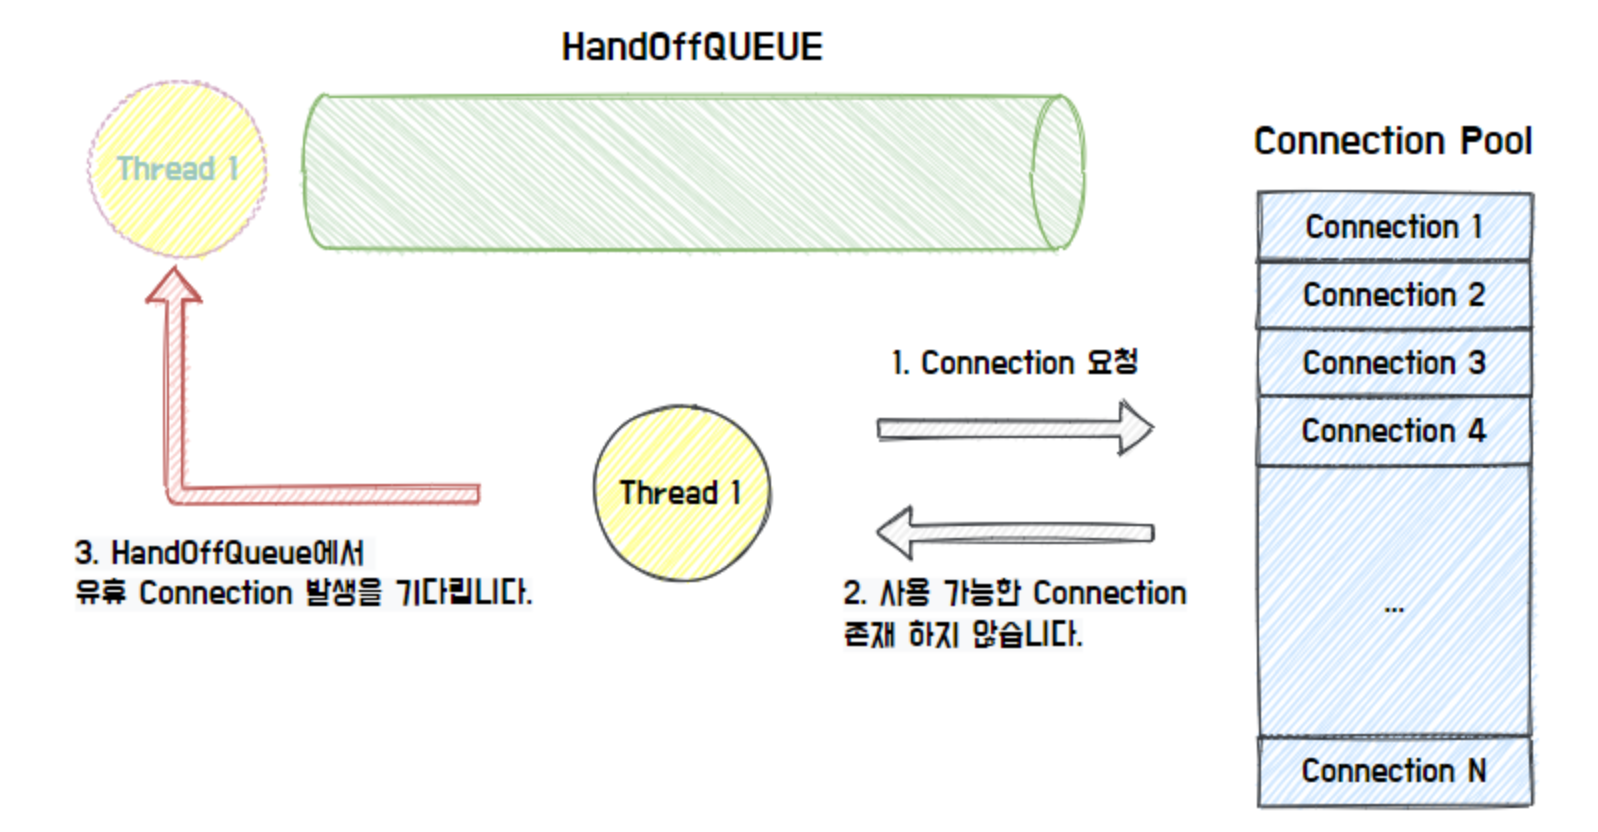 HandOffQUEUE
Thread 1
Connection Pool
Connection 1
Connection 2
Connection 3
Connection 4
...
Connection N
1. Connection 요청
Thread 1
2. 사용 가능한 Connection
존재 하지 않습니다.
3. HandOffQueue에서
유휴 Connection 발생을 기다립니다.